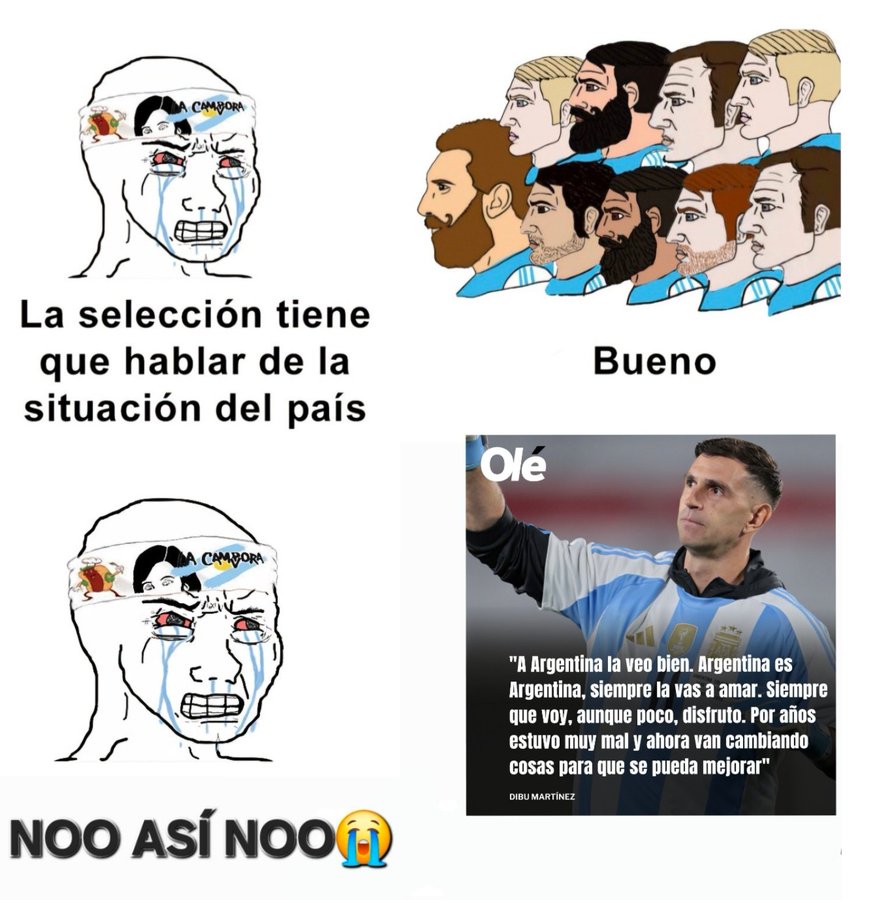 LA CAMPORA
La selección tiene
que hablar de la
situación del país
Bueno
LA CAMPORA
NOO ASÍ NOO😭
Olé
"A Argentina la veo bien. Argentina es
Argentina, siempre la vas a amar. Siempre
que voy, aunque poco, disfruto. Por años
estuvo muy mal y ahora van cambiando
cosas para que se pueda mejorar"
DIBU MARTÍNEZ